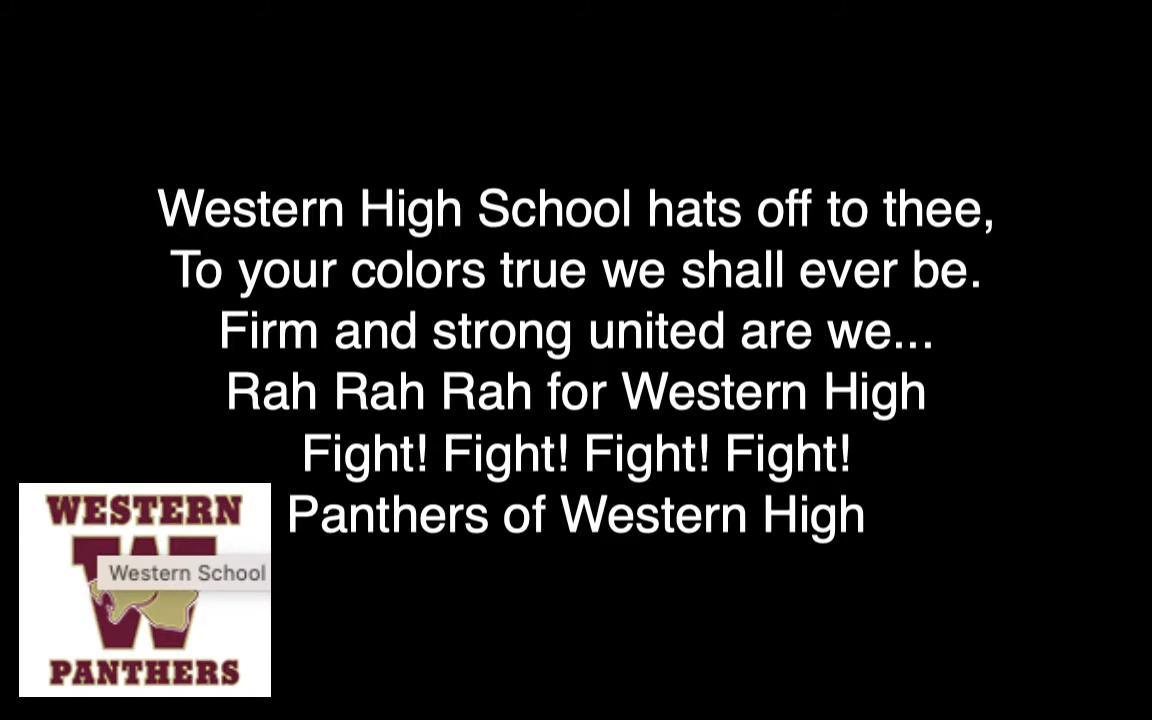 Western High School hats off to thee,
To your colors true we shall ever be.
Firm and strong united are we...
Rah Rah Rah for Western High
Fight! Fight! Fight! Fight!
Panthers of Western High
WESTERN
W
Western School
PANTHERS